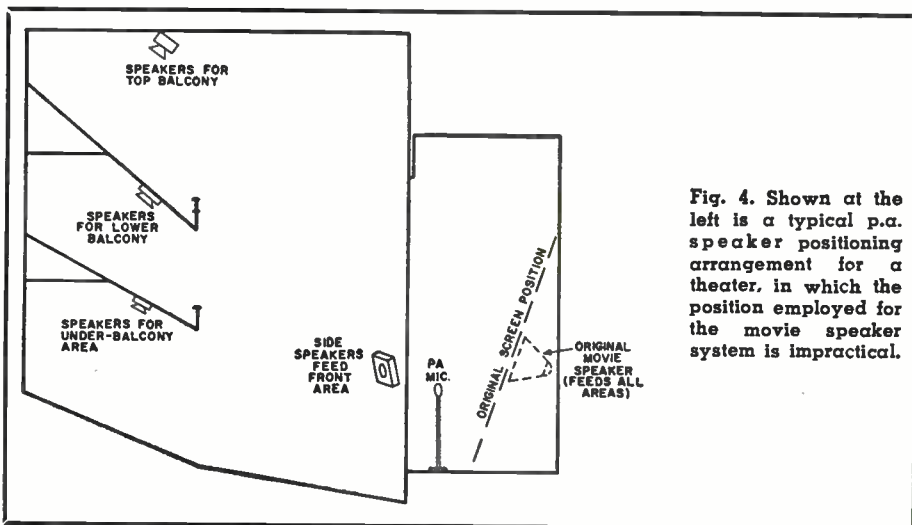 SPEAKERS FOR
TOP BALCONY
SPEAKERS
FOR LOWER
BALCONY
SPEAKERS FOR
UNDER-BALCONY
AREA
SIDE
SPEAKERS
FEED
FRONT
AREA
PA
MIC.
ORIGINAL SCREEN POSITION
ORIGINAL
MOVIE
SPEAKER
(FEEDS ALL
AREAS)
Fig. 4. Shown at the
left is a typical p.a.
speaker positioning
arrangement for a
theater, in which the
position employed for
the movie speaker
system is impractical.